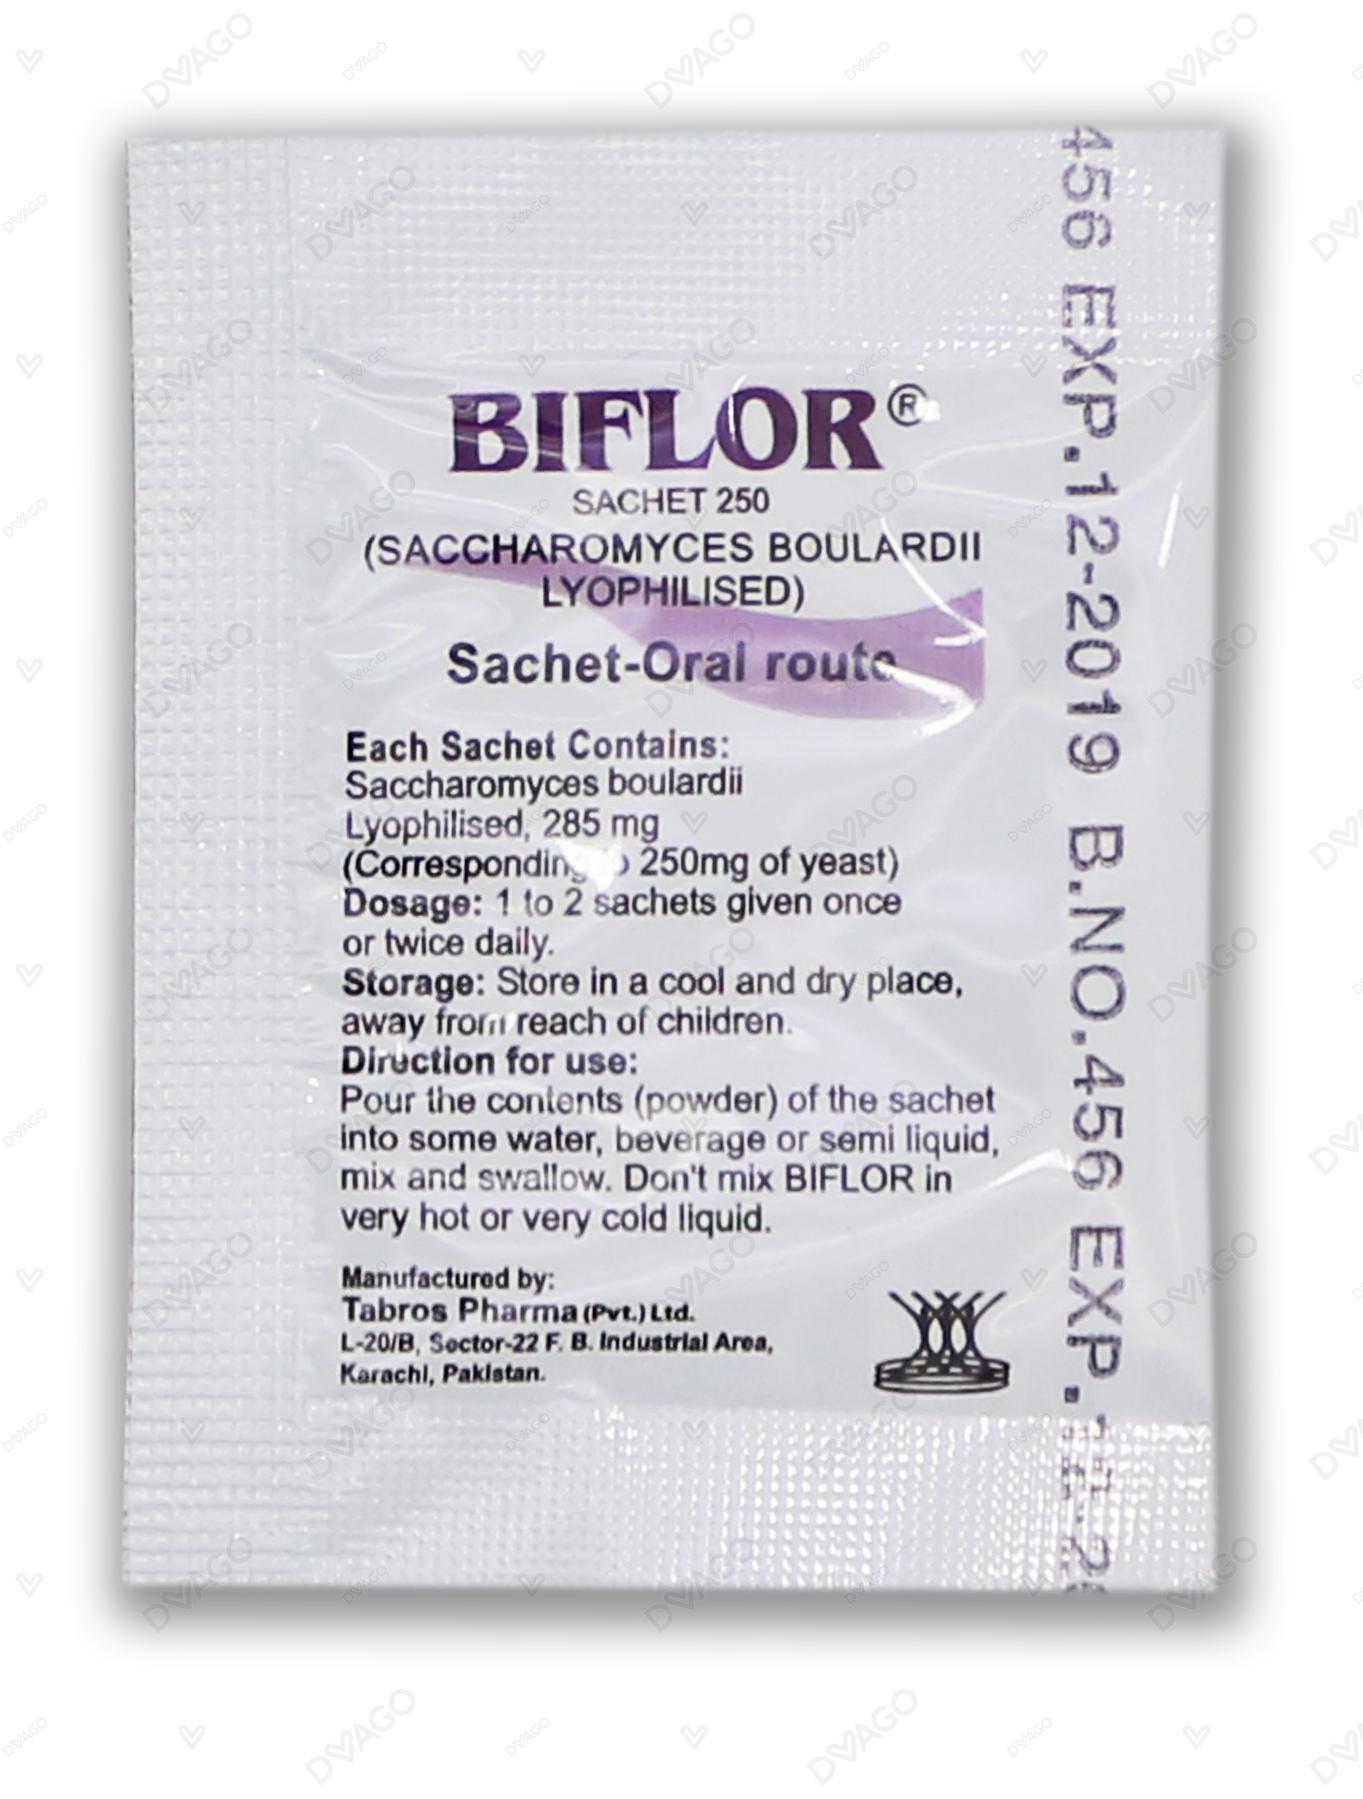 BIFLOR®
SACHET 250
(SACCHAROMYCES BOULARDII
LYOPHILISED)
Sachet-Oral route
Each Sachet Contains:
Saccharomyces boulardii
Lyophilised, 285 mg
(Corresponding to 250mg of yeast)
Dosage: 1 to 2 sachets given once
or twice daily.
Storage: Store in a cool and dry place,
away from reach of children.
Direction for use:
Pour the contents (powder) of the sachet
into some water, beverage or semi liquid,
mix and swallow. Don't mix BIFLOR in
very hot or very cold liquid.
Manufactured by:
Tabros Pharma (Pvt.) Ltd.
L-20/B, Sector-22 F. B. Industrial Area,
Karachi, Pakistan.
456 EXP.12-2019 B.NO.456 EXP.
DVAGO